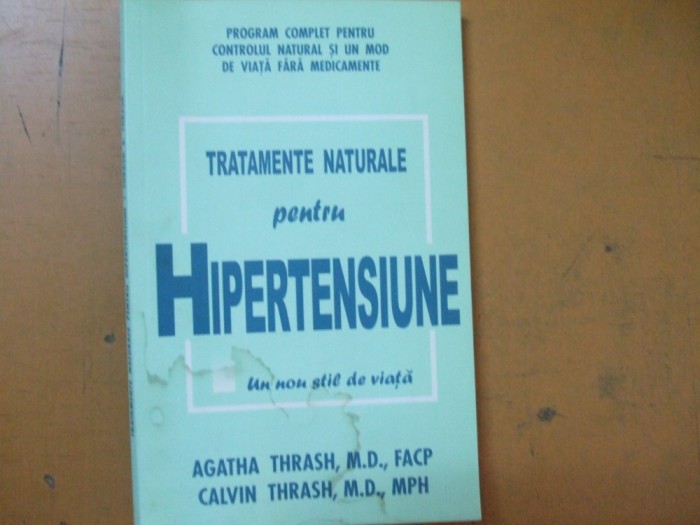 PROGRAM COMPLET PENTRU
CONTROLUL NATURAL ȘI UN MOD
DE VIAȚĂ FĂRĂ MEDICAMENTE
TRATAMENTE NATURALE
pentru
HIPERTENSIUNE
Un nou stil de viață
AGATHA THRASH, M.D., FACP
CALVIN THRASH, M.D., MPH